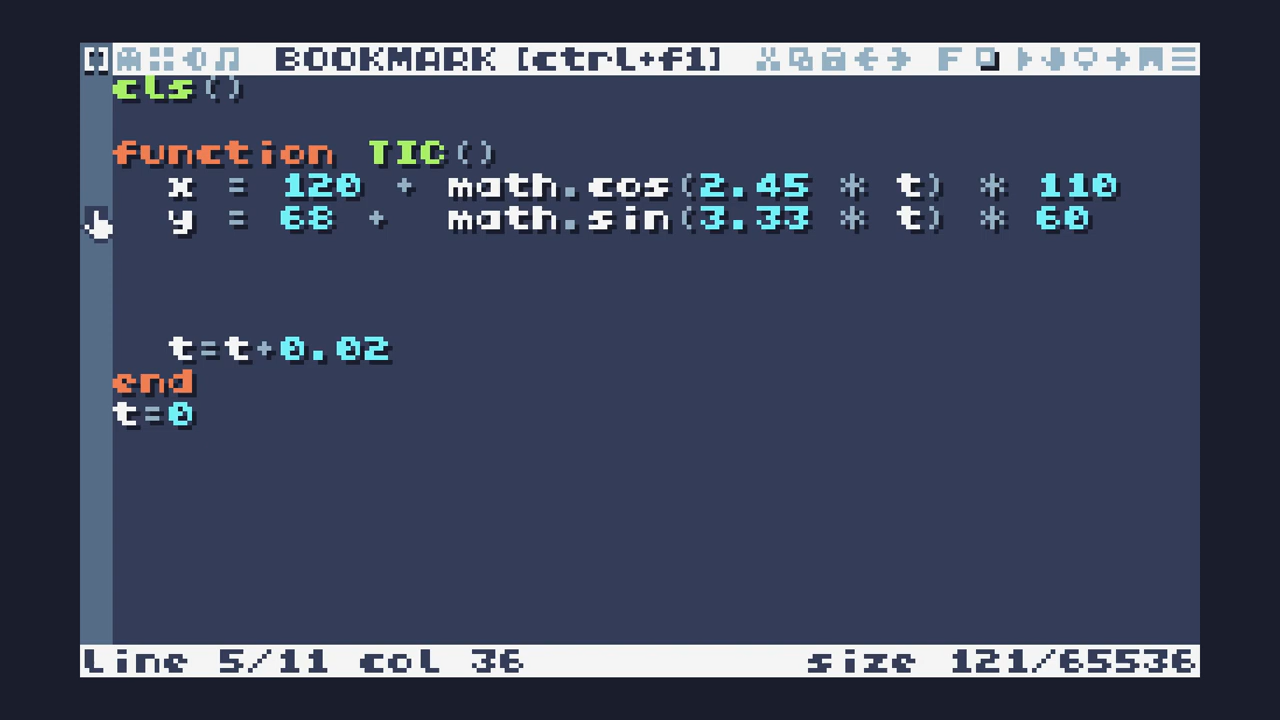 BOOKMARK [ctrl+f1]
cls()
function TIC()
x = 120 + math.cos(2.45 * t) * 110
y = 68 + math.sin(3.33 * t) * 60
t=t+0.02
end
t=0
line 5/11 col 36
size 121/65536